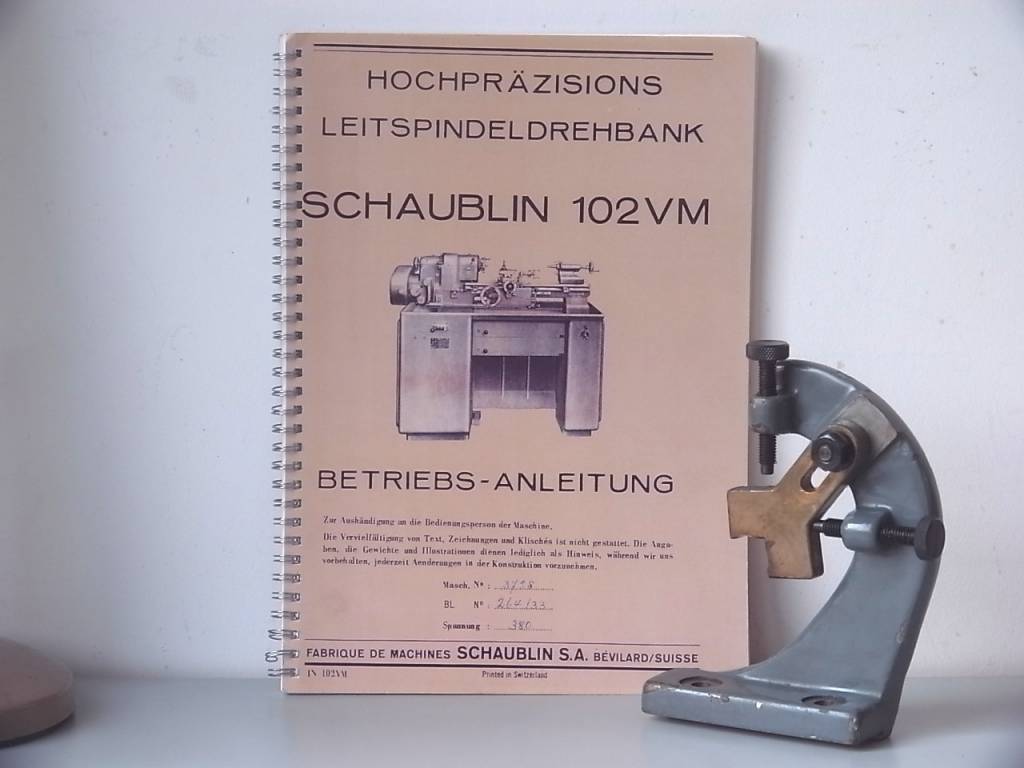 HOCHPRÄZISIONS
LEITSPINDELDREHBANK
SCHAUBLIN 102VM
BETRIEBS-ANLEITUNG
Zur Aushändigung an die Bedienungsperson der Maschine.
Die Vervielfältigung von Text, Zeichnungen und Klischés ist nicht gestattet. Die Anga-
ben, die Gewichte und Illustrationen dienen lediglich als Hinweis, während wir uns
vorbehalten, jederzeit Aenderungen in der Konstruktion vorzunehmen.
Masch. No :
BL No : 264133
Spannung : 380
FABRIQUE DE MACHINES SCHAUBLIN S.A. BÉVILARD/SUISSE
IN 102VM Printed in Switzerland